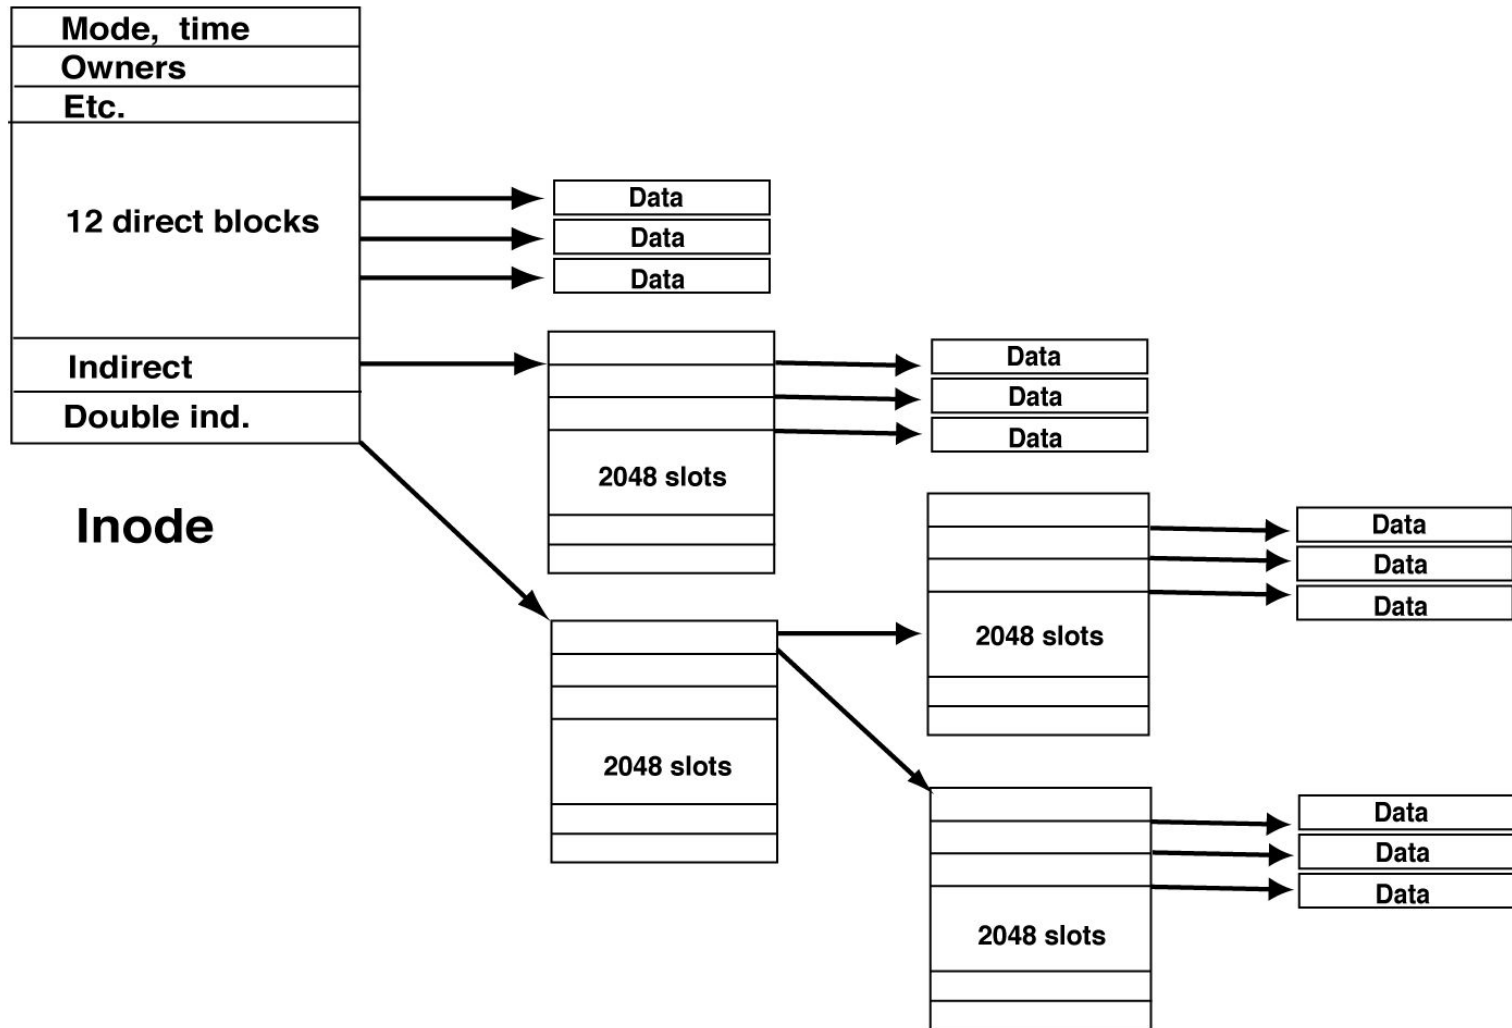 Mode, time
Owners
Etc.
12 direct blocks
Data
Data
Data
Indirect
Double ind.
Inode
2048 slots
Data
Data
Data
2048 slots
2048 slots
Data
Data
Data
2048 slots
Data
Data
Data